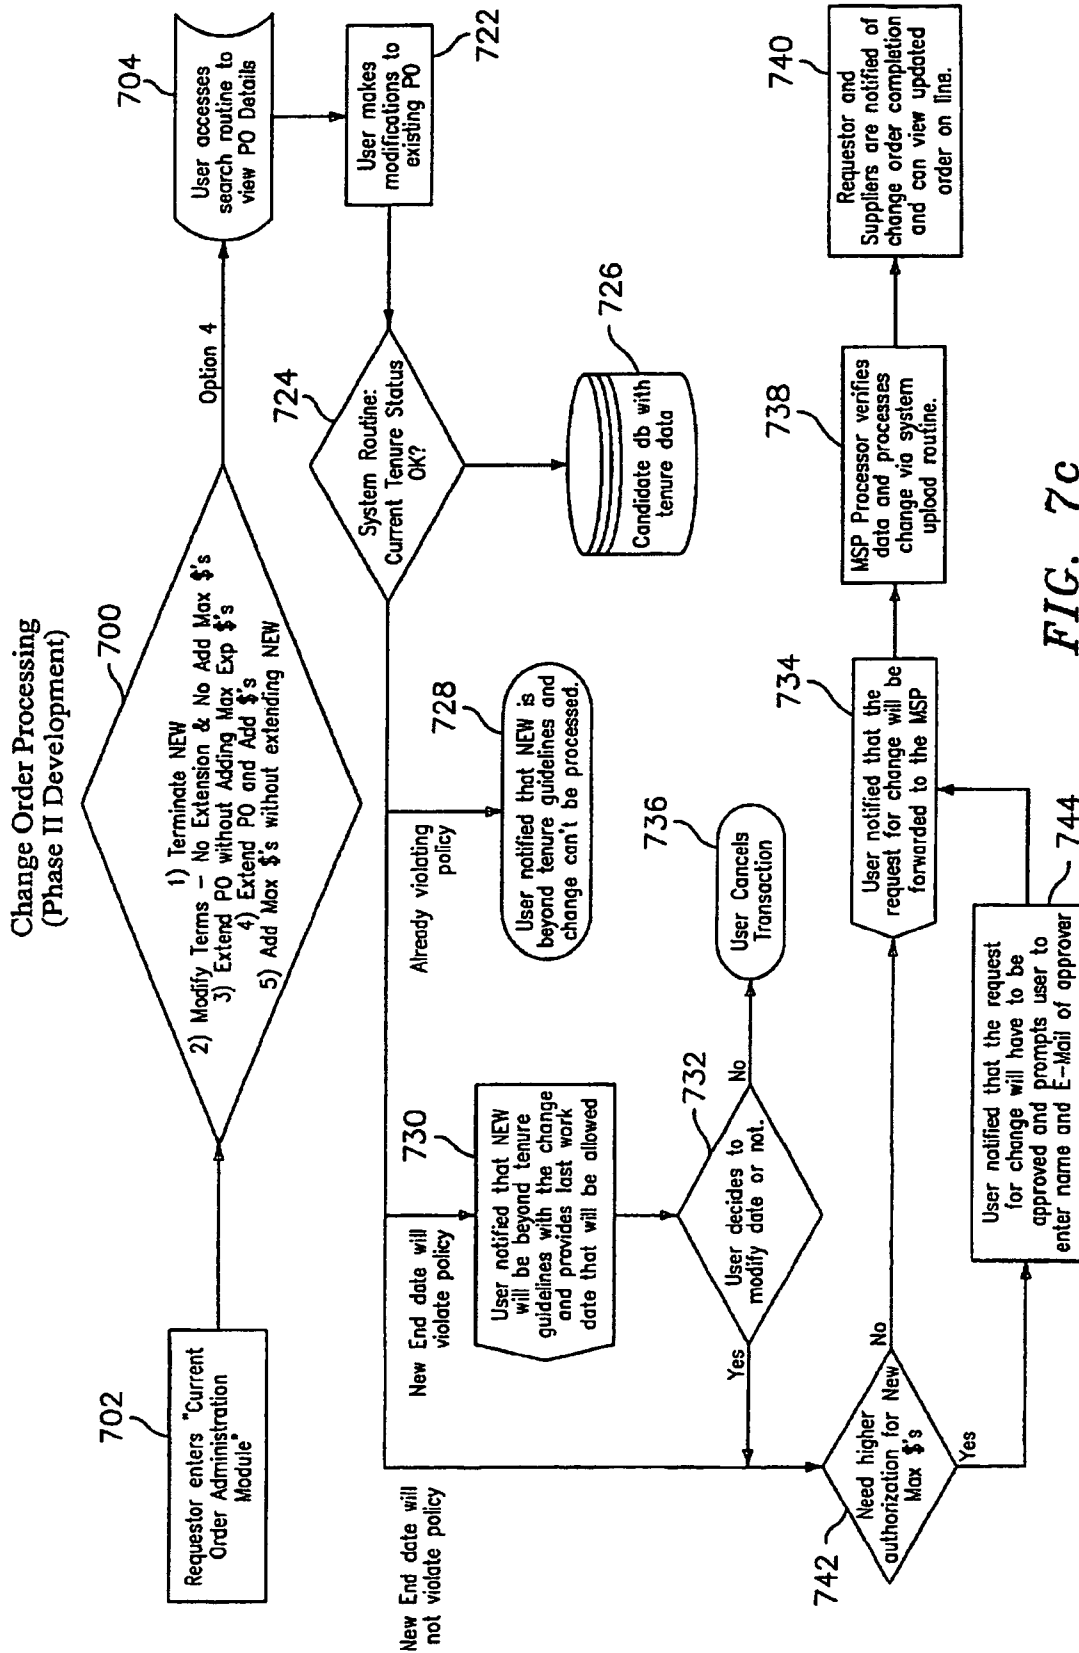 Change Order Processing
(Phase II Development)
702
Requestor enters "Current
Order Administration
Module"
700
1) Terminate NEW
2) Modify Terms – No Extension & No Add Max $'s
3) Extend PO without Adding Max Exp $'s
4) Extend PO and Add $'s
5) Add Max $'s without extending NEW
Option 4
704
User accesses
search routine to
view PO Details
User makes
modifications to
existing PO
722
724
System Routine:
Current Tenure Status
OK?
726
Candidate db with
tenure data
Already violating
policy
728
User notified that NEW is
beyond tenure guidelines and
change can't be processed.
New End date will
violate policy
730
User notified that NEW
will be beyond tenure
guidelines with the change
and provides last work
date that will be allowed
New End date will
not violate policy
732
User decides to
modify date or not.
Yes
No
736
User Cancels
Transaction
742
Need higher
authorization for New
Max $'s
No
Yes
734
User notified that the
request for change will be
forwarded to the MSP
744
User notified that the request
for change will have to be
approved and prompts user to
enter name and E-Mail of approver
738
MSP Processor verifies
data and processes
change via system
upload routine.
740
Requestor and
Suppliers are notified of
change order completion
and can view updated
order on line.
FIG. 7c